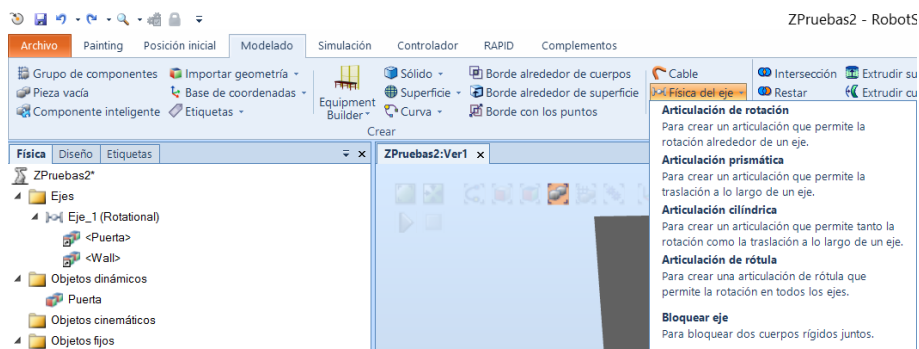 ZPruebas2 - RobotS
Archivo Painting Posición inicial Modelado Simulación Controlador RAPID Complementos
Grupo de componentes Importar geometría Sólido Borde alrededor de cuerpos Cable Intersección Extrudir su
Pieza vacía Base de coordenadas Superficie Borde alrededor de superficie Física del eje Restar Extrudir cu
Componente inteligente Etiquetas Equipment Builder Curva Borde con los puntos
Crear
Articulación de rotación
Para crear un articulación que permite la
rotación alrededor de un eje.
Articulación prismática
Para crear un articulación que permite la
traslación a lo largo de un eje.
Articulación cilíndrica
Para crear un articulación que permite tanto la
rotación como la traslación a lo largo de un eje.
Articulación de rótula
Para crear una articulación de rótula que
permite la rotación en todos los ejes.
Bloquear eje
Para bloquear dos cuerpos rígidos juntos.
Física Diseño Etiquetas
ZPruebas2:Ver1
ZPruebas2*
Ejes
Eje_1 (Rotational)
<Puerta>
<Wall>
Objetos dinámicos
Puerta
Objetos cinemáticos
Objetos fijos